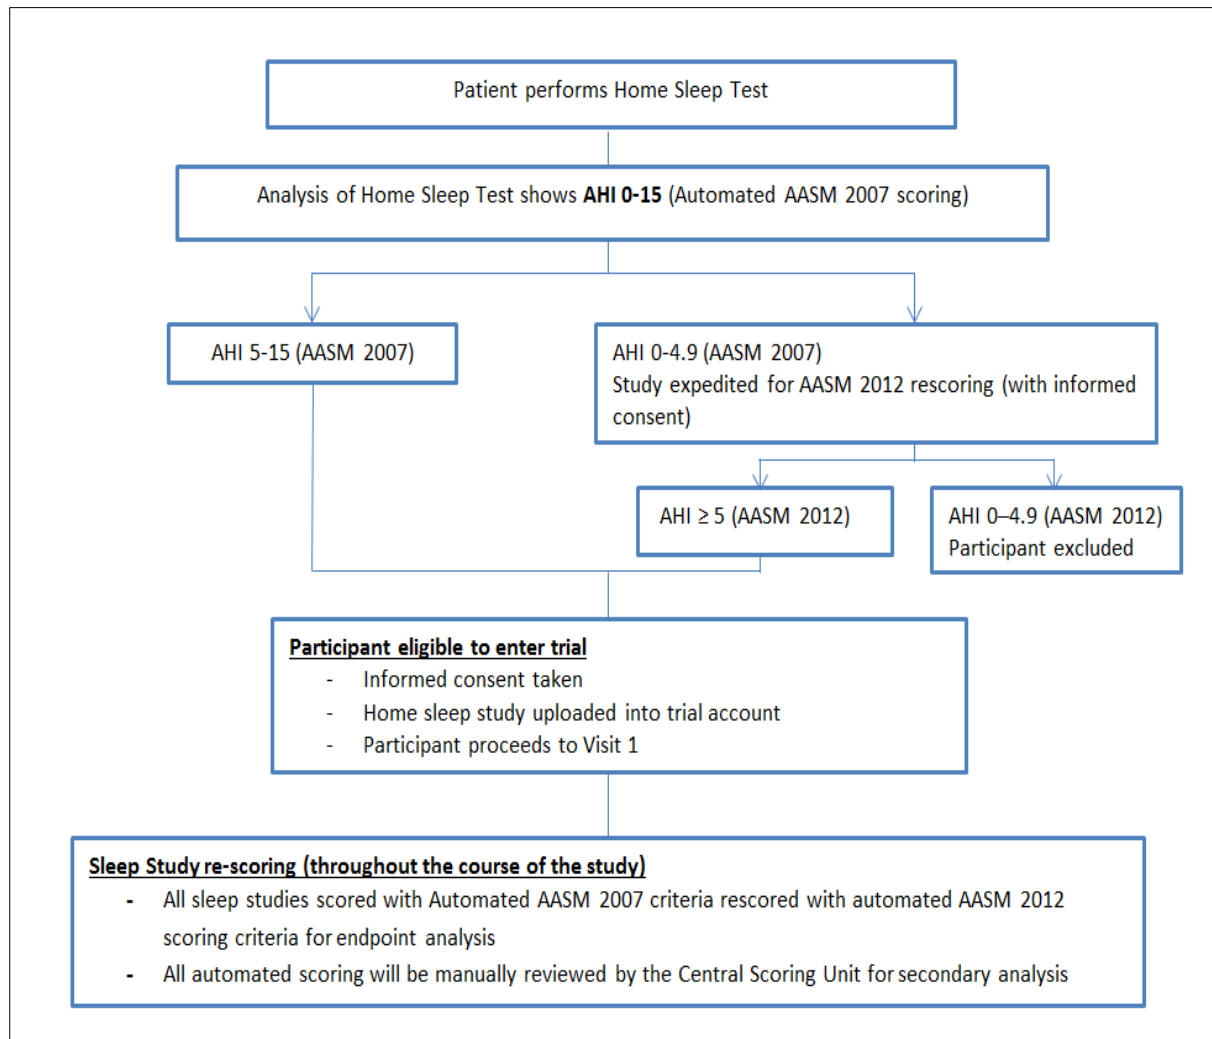 Patient performs Home Sleep Test
Analysis of Home Sleep Test shows AHI 0-15 (Automated AASM 2007 scoring)
AHI 5-15 (AASM 2007)
AHI 0-4.9 (AASM 2007)
Study expedited for AASM 2012 rescoring (with informed
consent)
AHI ≥ 5 (AASM 2012)
AHI 0–4.9 (AASM 2012)
Participant excluded
Participant eligible to enter trial
- Informed consent taken
- Home sleep study uploaded into trial account
- Participant proceeds to Visit 1
Sleep Study re-scoring (throughout the course of the study)
- All sleep studies scored with Automated AASM 2007 criteria rescored with automated AASM 2012
scoring criteria for endpoint analysis
- All automated scoring will be manually reviewed by the Central Scoring Unit for secondary analysis